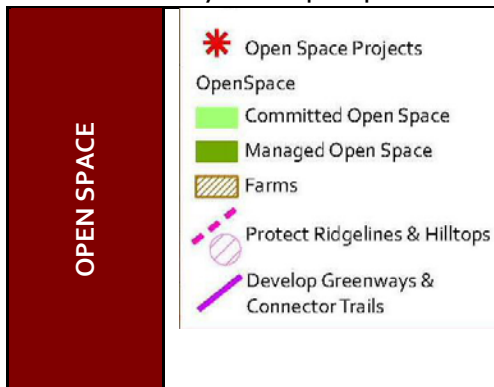 OPEN SPACE
Open Space Projects
OpenSpace
Committed Open Space
Managed Open Space
Farms
Protect Ridgelines & Hilltops
Develop Greenways &
Connector Trails